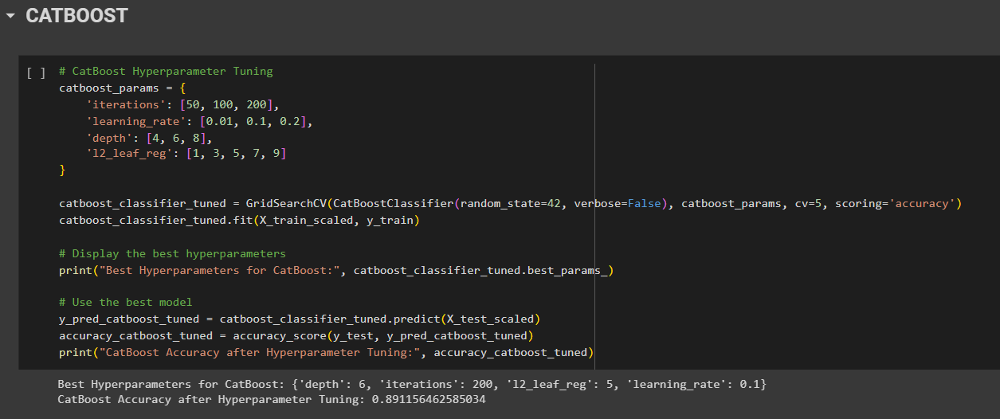 CATBOOST
[ ] # CatBoost Hyperparameter Tuning
catboost_params = {
    'iterations': [50, 100, 200],
    'learning_rate': [0.01, 0.1, 0.2],
    'depth': [4, 6, 8],
    'l2_leaf_reg': [1, 3, 5, 7, 9]
}
catboost_classifier_tuned = GridSearchCV(CatBoostClassifier(random_state=42, verbose=False), catboost_params, cv=5, scoring='accuracy')
catboost_classifier_tuned.fit(X_train_scaled, y_train)
# Display the best hyperparameters
print("Best Hyperparameters for CatBoost:", catboost_classifier_tuned.best_params_)
# Use the best model
y_pred_catboost_tuned = catboost_classifier_tuned.predict(X_test_scaled)
accuracy_catboost_tuned = accuracy_score(y_test, y_pred_catboost_tuned)
print("CatBoost Accuracy after Hyperparameter Tuning:", accuracy_catboost_tuned)
Best Hyperparameters for CatBoost: {'depth': 6, 'iterations': 200, 'l2_leaf_reg': 5, 'learning_rate': 0.1}
CatBoost Accuracy after Hyperparameter Tuning: 0.891156462585034